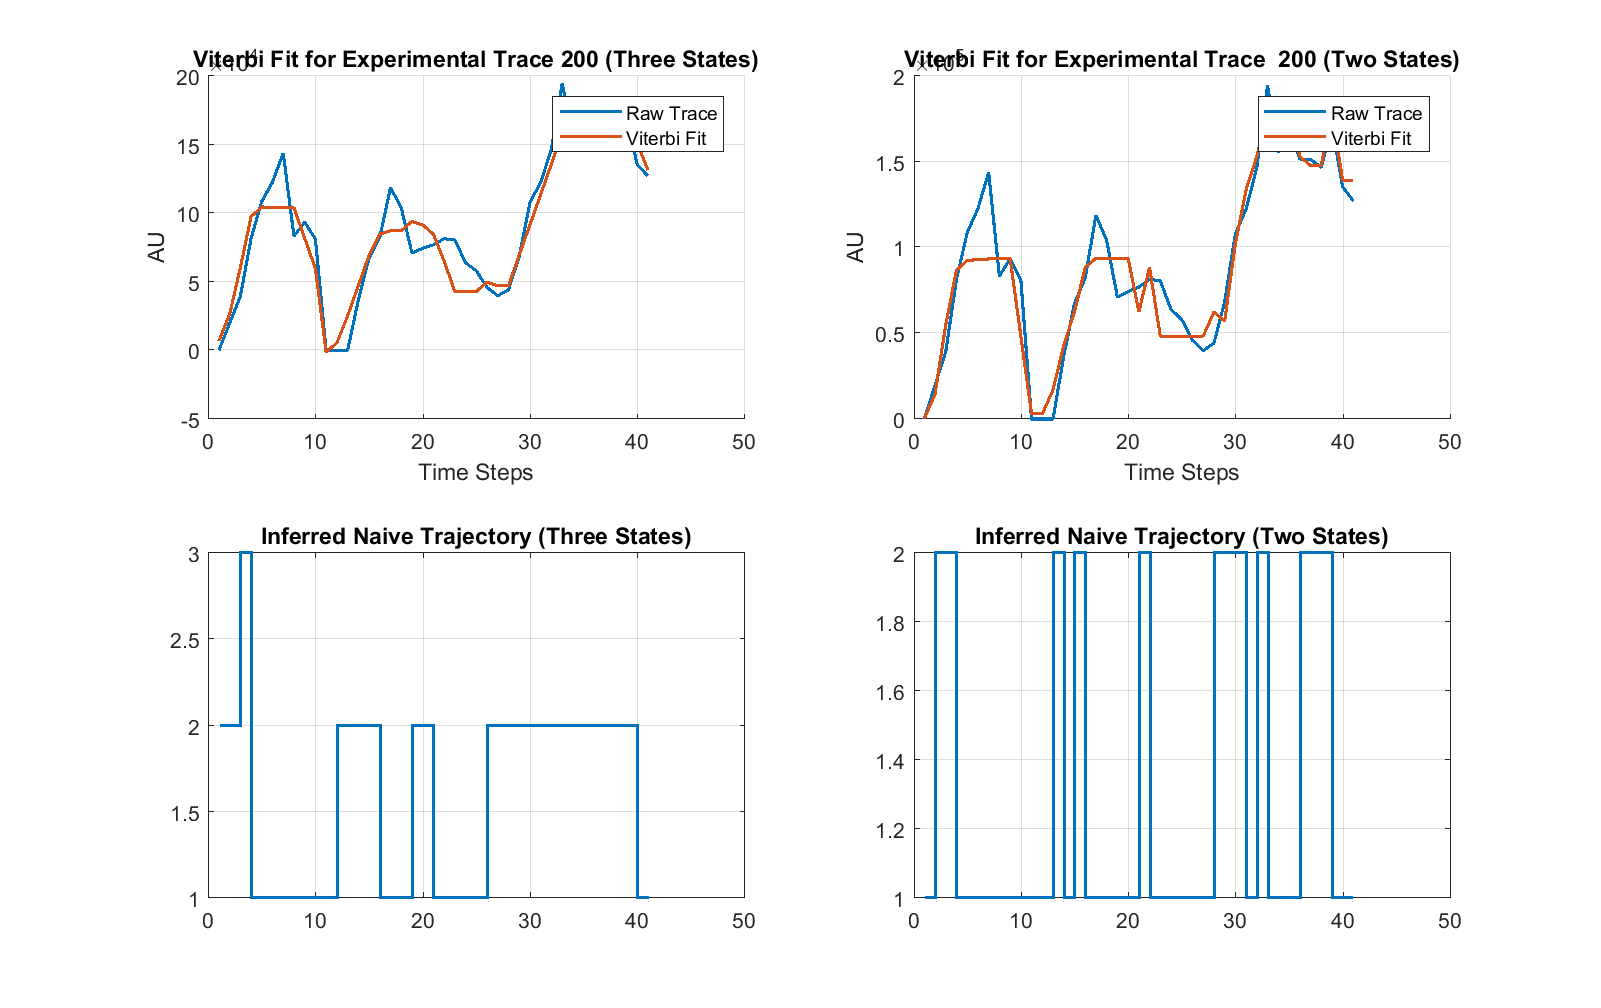 Viterbi Fit for Experimental Trace 200 (Three States)
20
15
10
5
0
-5
AU
Raw Trace
Viterbi Fit
0 10 20 30 40 50
Time Steps
Viterbi Fit for Experimental Trace 200 (Two States)
2
1.5
1
0.5
0
AU
Raw Trace
Viterbi Fit
0 10 20 30 40 50
Time Steps
Inferred Naive Trajectory (Three States)
3
2.5
2
1.5
1
0 10 20 30 40 50
Inferred Naive Trajectory (Two States)
2
1.8
1.6
1.4
1.2
1
0 10 20 30 40 50